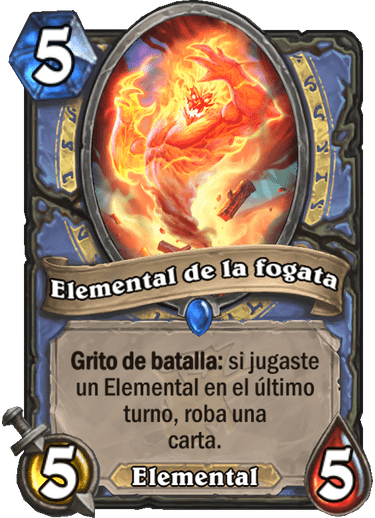 5
Elemental de la fogata
Grito de batalla: si jugaste
un Elemental en el último
turno, roba una
carta.
5
Elemental
5